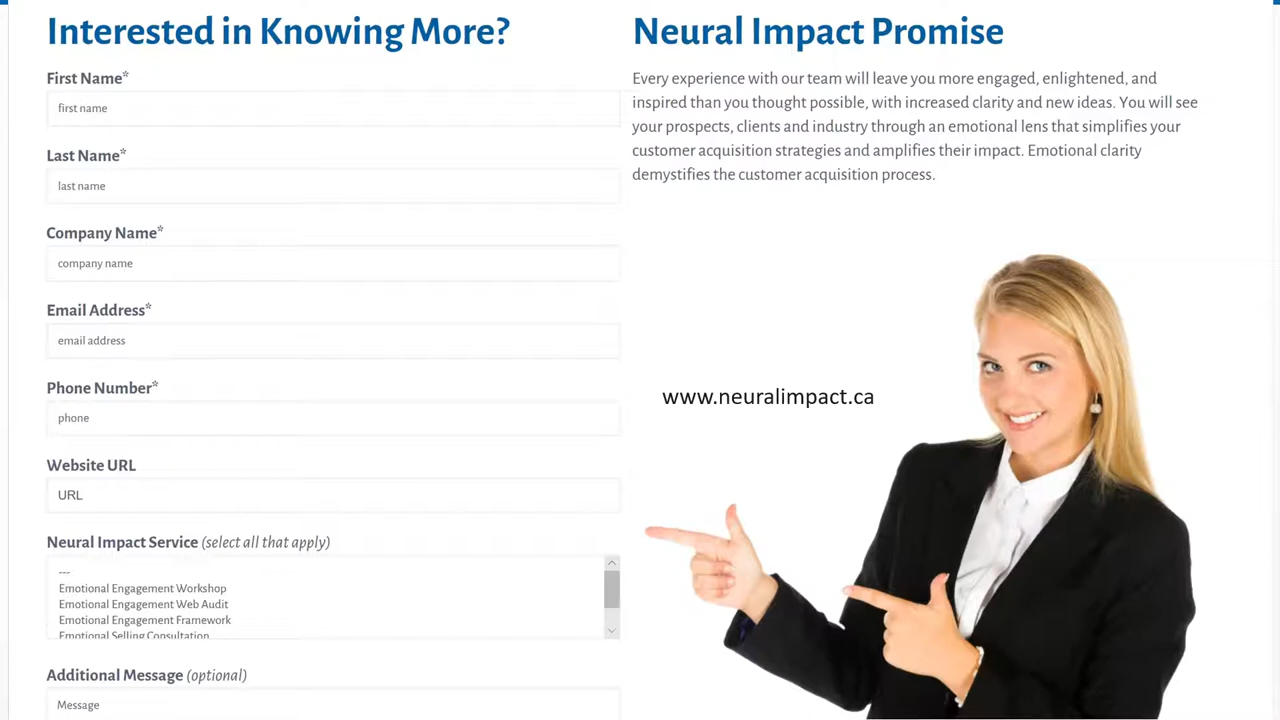 Interested in Knowing More?
First Name*
first name
Last Name*
last name
Company Name*
company name
Email Address*
email address
Phone Number*
phone
Website URL
URL
Neural Impact Service (select all that apply)
---
Emotional Engagement Workshop
Emotional Engagement Web Audit
Emotional Engagement Framework
Emotional Selling Consultation
Additional Message (optional)
Message
Neural Impact Promise
Every experience with our team will leave you more engaged, enlightened, and
inspired than you thought possible, with increased clarity and new ideas. You will see
your prospects, clients and industry through an emotional lens that simplifies your
customer acquisition strategies and amplifies their impact. Emotional clarity
demystifies the customer acquisition process.
www.neuralimpact.ca